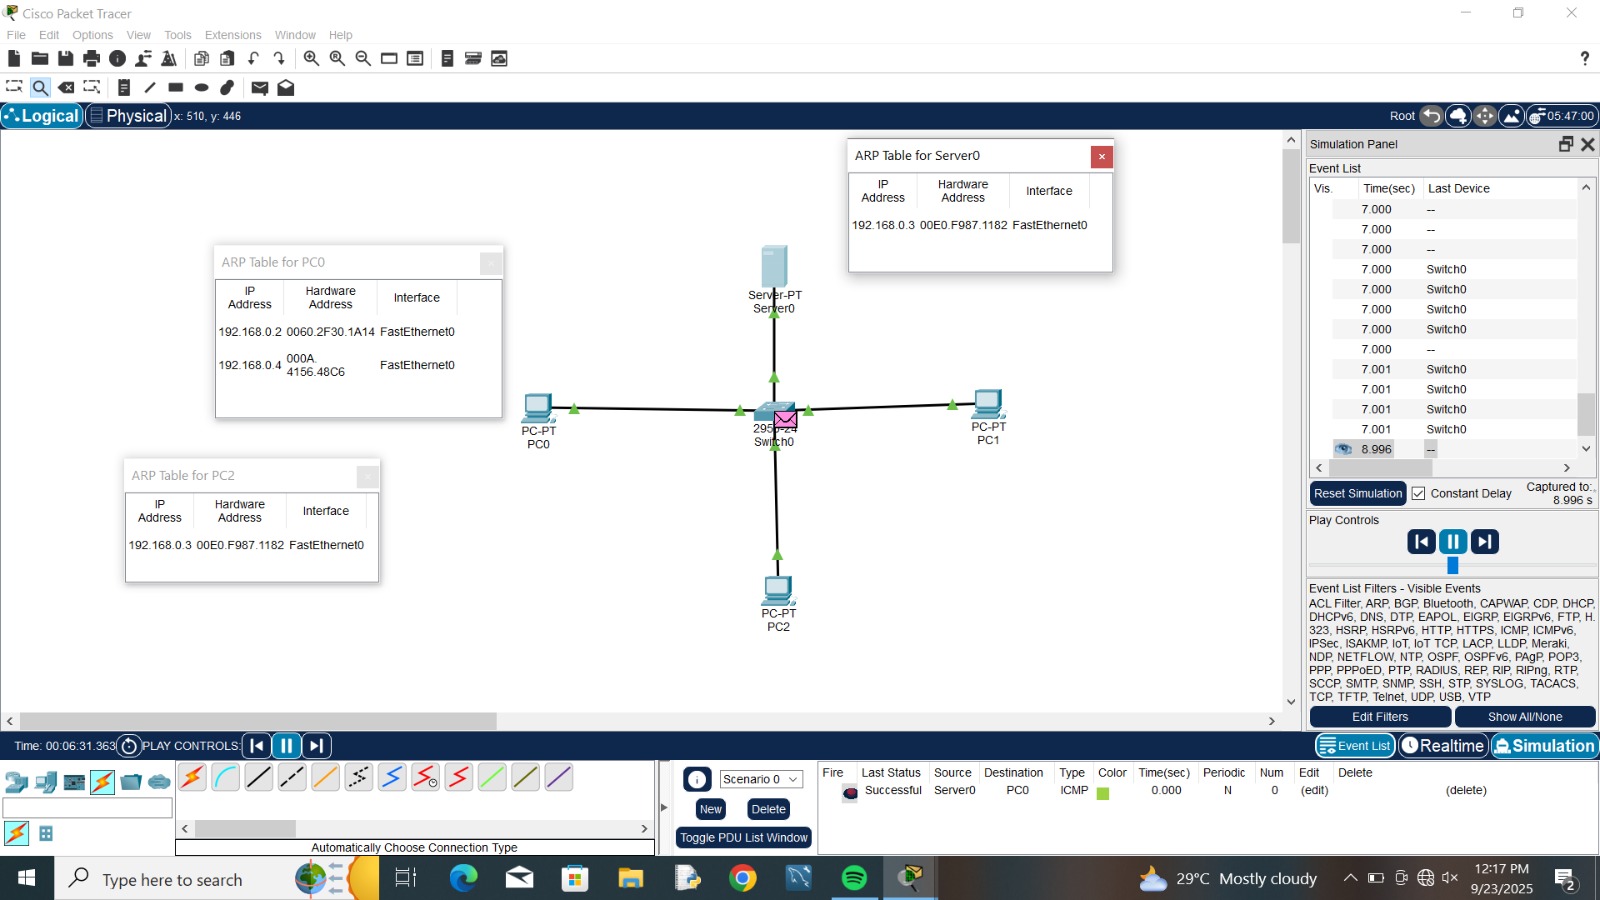 Cisco Packet Tracer
File Edit Options View Tools Extensions Window Help
?
Logical Physical x: 510, y: 446 Root 05:47:00
ARP Table for Server0
IP Address Hardware Address Interface
192.168.0.3 00E0.F987.1182 FastEthernet0
ARP Table for PC0
IP Address Hardware Address Interface
192.168.0.2 0060.2F30.1A14 FastEthernet0
192.168.0.4 000A.4156.48C6 FastEthernet0
ARP Table for PC2
IP Address Hardware Address Interface
192.168.0.3 00E0.F987.1182 FastEthernet0
Server-PT
Server0
PC-PT
PC0
Switch0
PC-PT
PC1
PC-PT
PC2
Simulation Panel
Event List
Vis. Time(sec) Last Device
7.000 --
7.000 --
7.000 --
7.000 Switch0
7.000 Switch0
7.000 Switch0
7.000 Switch0
7.000 --
7.001 Switch0
7.001 Switch0
7.001 Switch0
7.001 Switch0
8.996 --
Reset Simulation Constant Delay Captured to:
8.996 s
Play Controls
Event List Filters - Visible Events
ACL Filter, ARP, BGP, Bluetooth, CAPWAP, CDP, DHCP,
DHCPv6, DNS, DTP, EAPOL, EIGRP, EIGRPv6, FTP, H.
323, HSRP, HSRPv6, HTTP, HTTPS, ICMP, ICMPv6,
IPSec, ISAKMP, IoT, IoT TCP, LACP, LLDP, Meraki,
NDP, NETFLOW, NTP, OSPF, OSPFv6, PAgP, POP3,
PPP, PPPoED, PTP, RADIUS, REP, RIP, RIPng, RTP,
SCCP, SMTP, SNMP, SSH, STP, SYSLOG, TACACS,
TCP, TFTP, Telnet, UDP, USB, VTP
Edit Filters Show All/None
Time: 00:06:31.363 PLAY CONTROLS: Event List Realtime Simulation
Automatically Choose Connection Type
Scenario 0
New Delete
Toggle PDU List Window
Fire Last Status Source Destination Type Color Time(sec) Periodic Num Edit Delete
Successful Server0 PC0 ICMP 0.000 N 0 (edit) (delete)
Type here to search
29°C Mostly cloudy
12:17 PM
9/23/2025
2